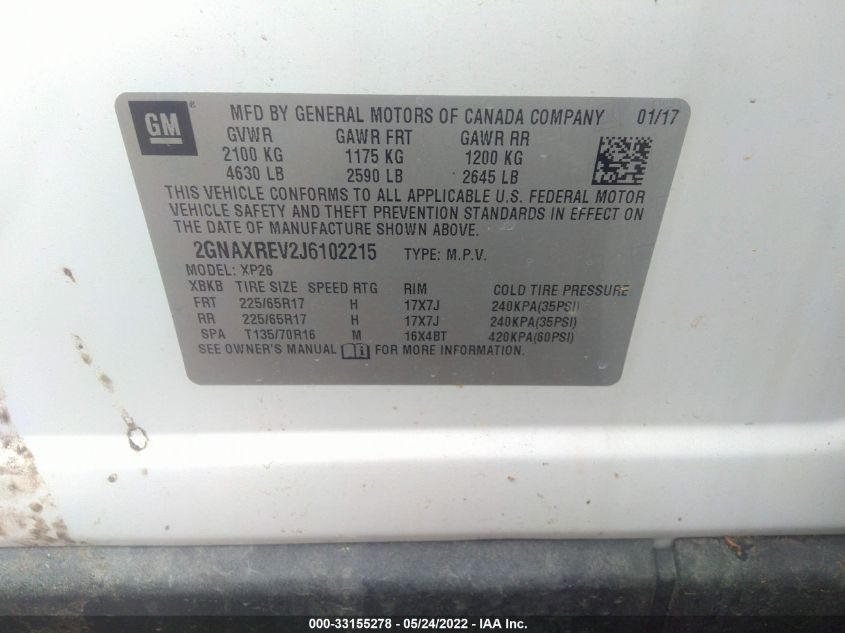 GM ® MFD BY GENERAL MOTORS OF CANADA COMPANY 01/17
GVWR GAWR FRT GAWR RR
2100 KG 1175 KG 1200 KG
4630 LB 2590 LB 2645 LB
THIS VEHICLE CONFORMS TO ALL APPLICABLE U.S. FEDERAL MOTOR
VEHICLE SAFETY AND THEFT PREVENTION STANDARDS IN EFFECT ON
THE DATE OF MANUFACTURE SHOWN ABOVE.
2GNAXREV2J6102215 TYPE: M.P.V.
MODEL: XP26
XBKB TIRE SIZE SPEED RTG RIM COLD TIRE PRESSURE
FRT 225/65R17 H 17X7J 240KPA(35PSI)
RR 225/65R17 H 17X7J 240KPA(35PSI)
SPA T135/70R16 M 16X4BT 420KPA(60PSI)
SEE OWNER'S MANUAL FOR MORE INFORMATION.
000-33155278 - 05/24/2022 - IAA Inc.